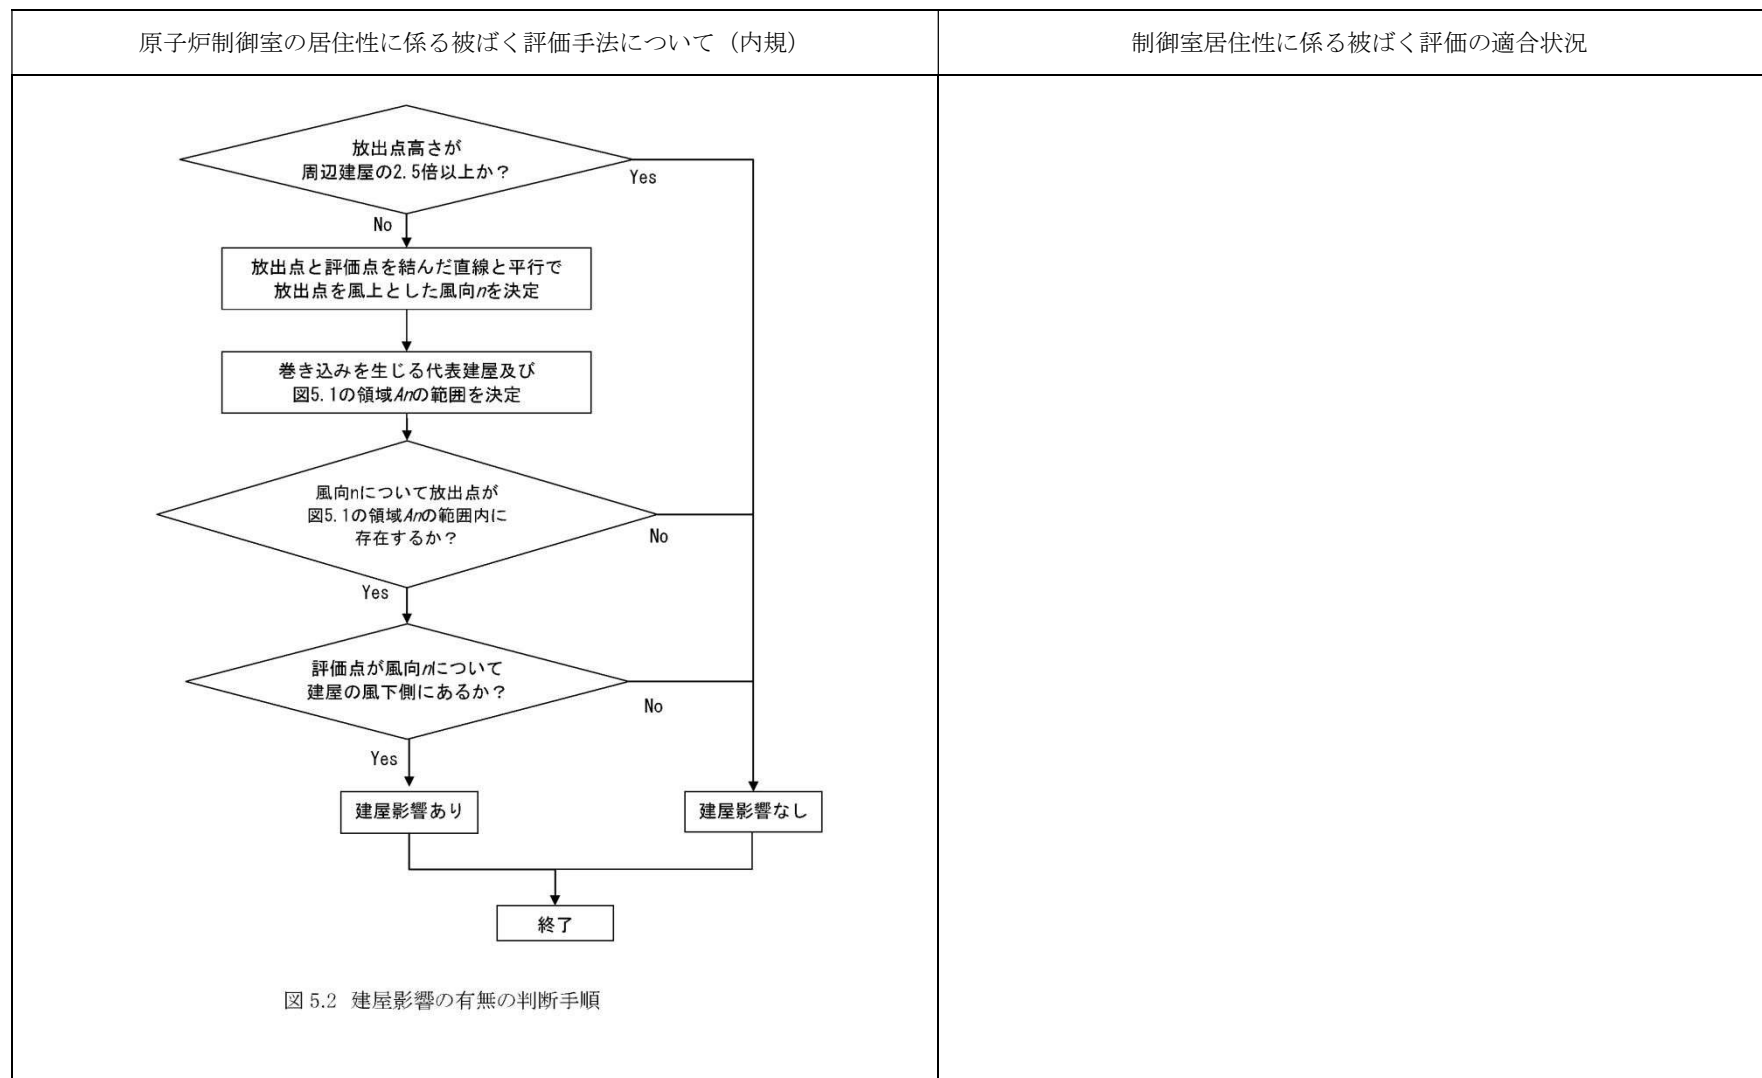 原子炉制御室の居住性に係る被ばく評価手法について（内規）
制御室居住性に係る被ばく評価の適合状況
放出点高さが
周辺建屋の2.5倍以上か？
Yes
No
放出点と評価点を結んだ直線と平行で
放出点を風上とした風向nを決定
巻き込みを生じる代表建屋及び
図5.1の領域Anの範囲を決定
風向nについて放出点が
図5.1の領域Anの範囲内に
存在するか？
No
Yes
評価点が風向nについて
建屋の風下側にあるか？
No
Yes
建屋影響あり
建屋影響なし
終了
図 5.2 建屋影響の有無の判断手順